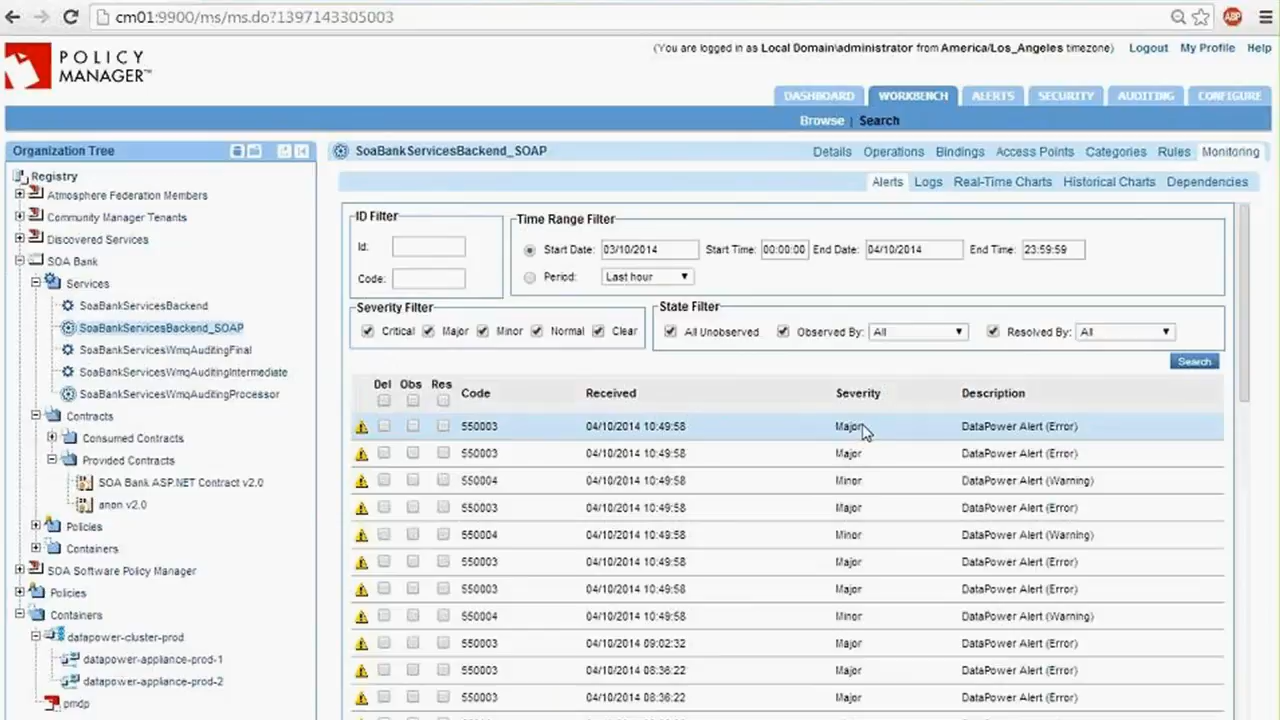 cm01:9900/ms/ms.do?1397143305003
ABP
POLICY
MANAGER™
(You are logged in as Local Domain\administrator from America/Los_Angeles timezone) Logout My Profile Help
DASHBOARD WORKBENCH ALERTS SECURITY AUDITING CONFIGURE
Browse | Search
Organization Tree
Registry
Atmosphere Federation Members
Community Manager Tenants
Discovered Services
SOA Bank
Services
SoaBankServicesBackend
SoaBankServicesBackend_SOAP
SoaBankServicesWmqAuditingFinal
SoaBankServicesWmqAuditingIntermediate
SoaBankServicesWmqAuditingProcessor
Contracts
Consumed Contracts
Provided Contracts
SOA Bank ASP.NET Contract v2.0
anon v2.0
Policies
Containers
SOA Software Policy Manager
Policies
Containers
datapower-cluster-prod
datapower-appliance-prod-1
datapower-appliance-prod-2
pmdp
SoaBankServicesBackend_SOAP
Details Operations Bindings Access Points Categories Rules Monitoring
Alerts Logs Real-Time Charts Historical Charts Dependencies
ID Filter
Id:
Code:
Time Range Filter
Start Date: 03/10/2014 Start Time: 00:00:00 End Date: 04/10/2014 End Time: 23:59:59
Period: Last hour
Severity Filter
Critical Major Minor Normal Clear
State Filter
All Unobserved Observed By: All Resolved By: All
Search
Del Obs Res Code Received Severity Description
550003 04/10/2014 10:49:58 Major DataPower Alert (Error)
550003 04/10/2014 10:49:58 Major DataPower Alert (Error)
550004 04/10/2014 10:49:58 Minor DataPower Alert (Warning)
550003 04/10/2014 10:49:58 Major DataPower Alert (Error)
550004 04/10/2014 10:49:58 Minor DataPower Alert (Warning)
550003 04/10/2014 10:49:58 Major DataPower Alert (Error)
550003 04/10/2014 10:49:58 Major DataPower Alert (Error)
550004 04/10/2014 10:49:58 Minor DataPower Alert (Warning)
550003 04/10/2014 09:02:32 Major DataPower Alert (Error)
550003 04/10/2014 08:36:22 Major DataPower Alert (Error)
550003 04/10/2014 08:36:22 Major DataPower Alert (Error)